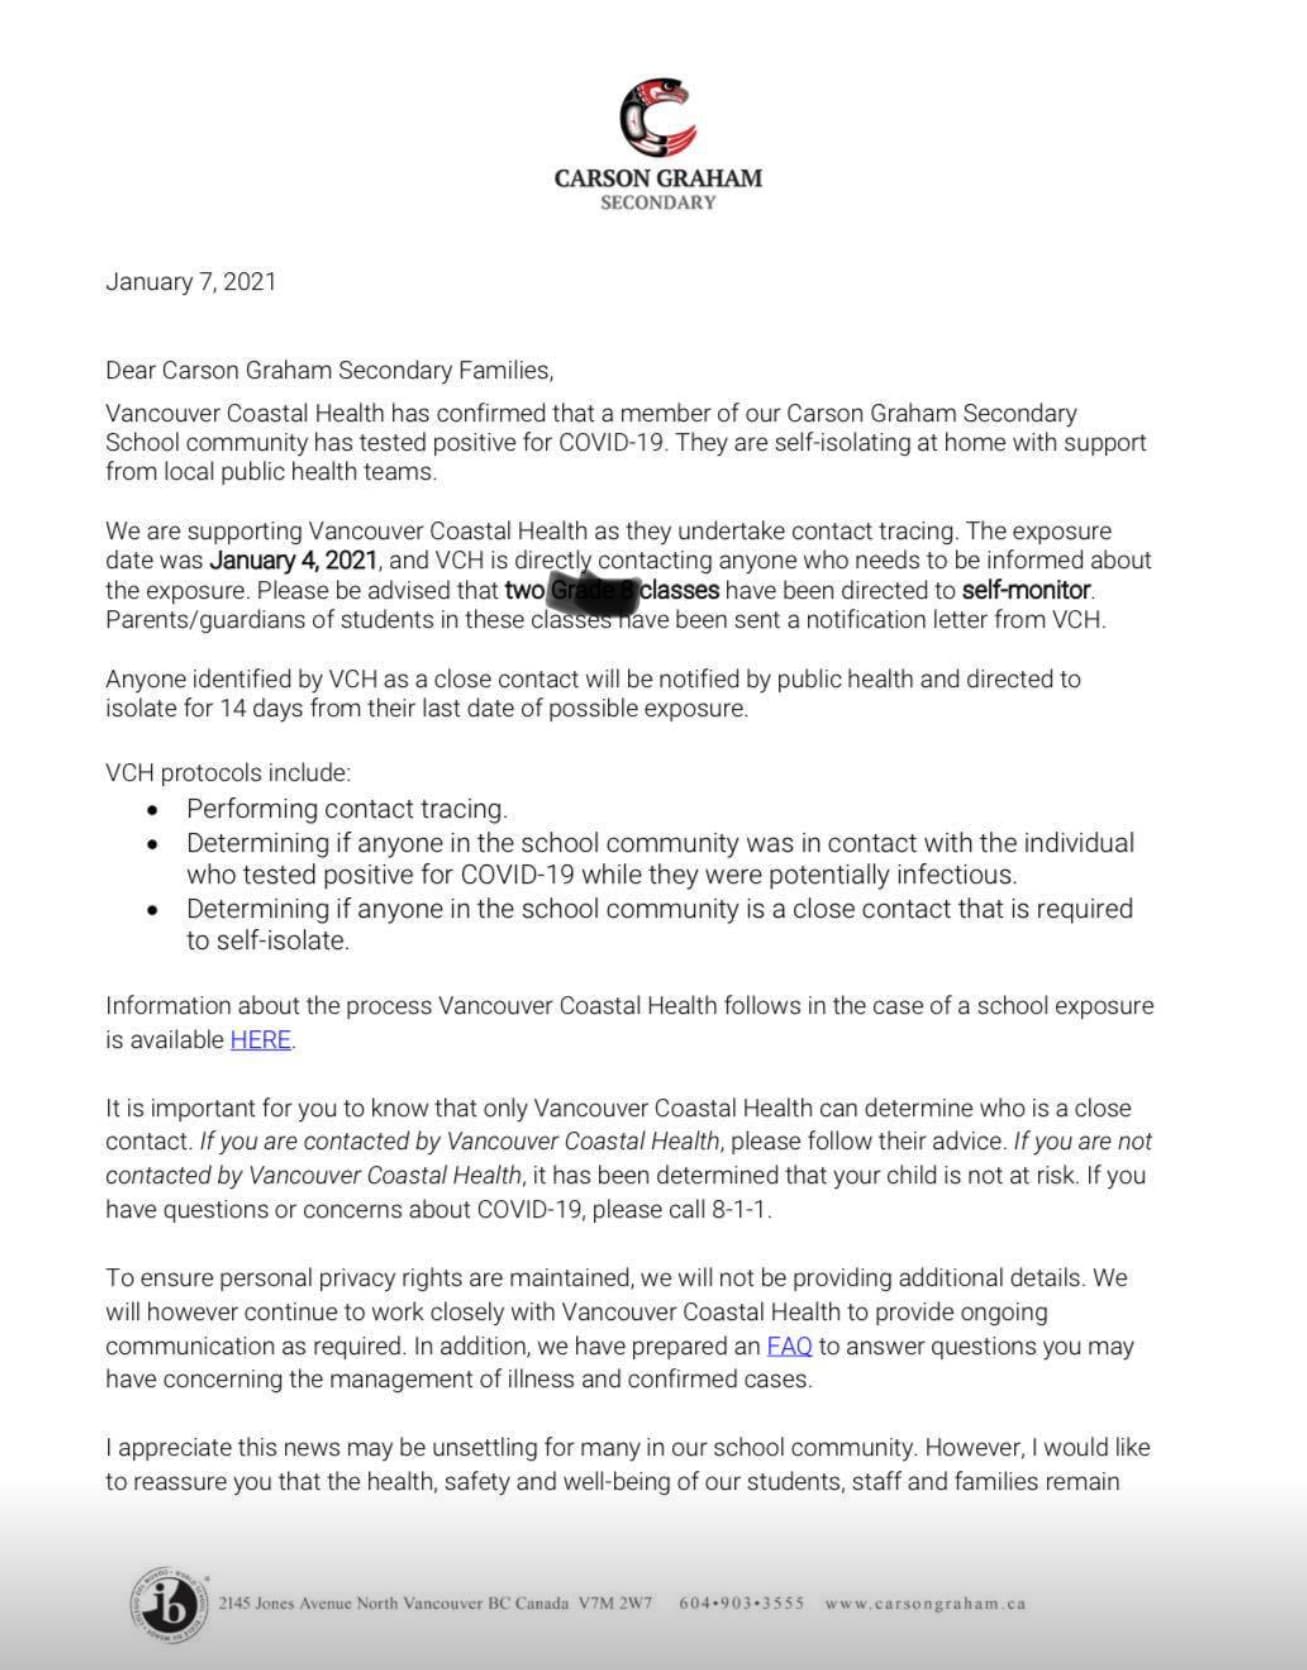 CARSON GRAHAM
SECONDARY
January 7, 2021
Dear Carson Graham Secondary Families,
Vancouver Coastal Health has confirmed that a member of our Carson Graham Secondary
School community has tested positive for COVID-19. They are self-isolating at home with support
from local public health teams.
We are supporting Vancouver Coastal Health as they undertake contact tracing. The exposure
date was January 4, 2021, and VCH is directly contacting anyone who needs to be informed about
the exposure. Please be advised that two classes have been directed to self-monitor.
Parents/guardians of students in these classes have been sent a notification letter from VCH.
Anyone identified by VCH as a close contact will be notified by public health and directed to
isolate for 14 days from their last date of possible exposure.
VCH protocols include:
• Performing contact tracing.
• Determining if anyone in the school community was in contact with the individual
who tested positive for COVID-19 while they were potentially infectious.
• Determining if anyone in the school community is a close contact that is required
to self-isolate.
Information about the process Vancouver Coastal Health follows in the case of a school exposure
is available HERE.
It is important for you to know that only Vancouver Coastal Health can determine who is a close
contact. If you are contacted by Vancouver Coastal Health, please follow their advice. If you are not
contacted by Vancouver Coastal Health, it has been determined that your child is not at risk. If you
have questions or concerns about COVID-19, please call 8-1-1.
To ensure personal privacy rights are maintained, we will not be providing additional details. We
will however continue to work closely with Vancouver Coastal Health to provide ongoing
communication as required. In addition, we have prepared an FAQ to answer questions you may
have concerning the management of illness and confirmed cases.
I appreciate this news may be unsettling for many in our school community. However, I would like
to reassure you that the health, safety and well-being of our students, staff and families remain
ib
2145 Jones Avenue North Vancouver BC Canada V7M 2W7 604•903•3555 www.carsongraham.ca